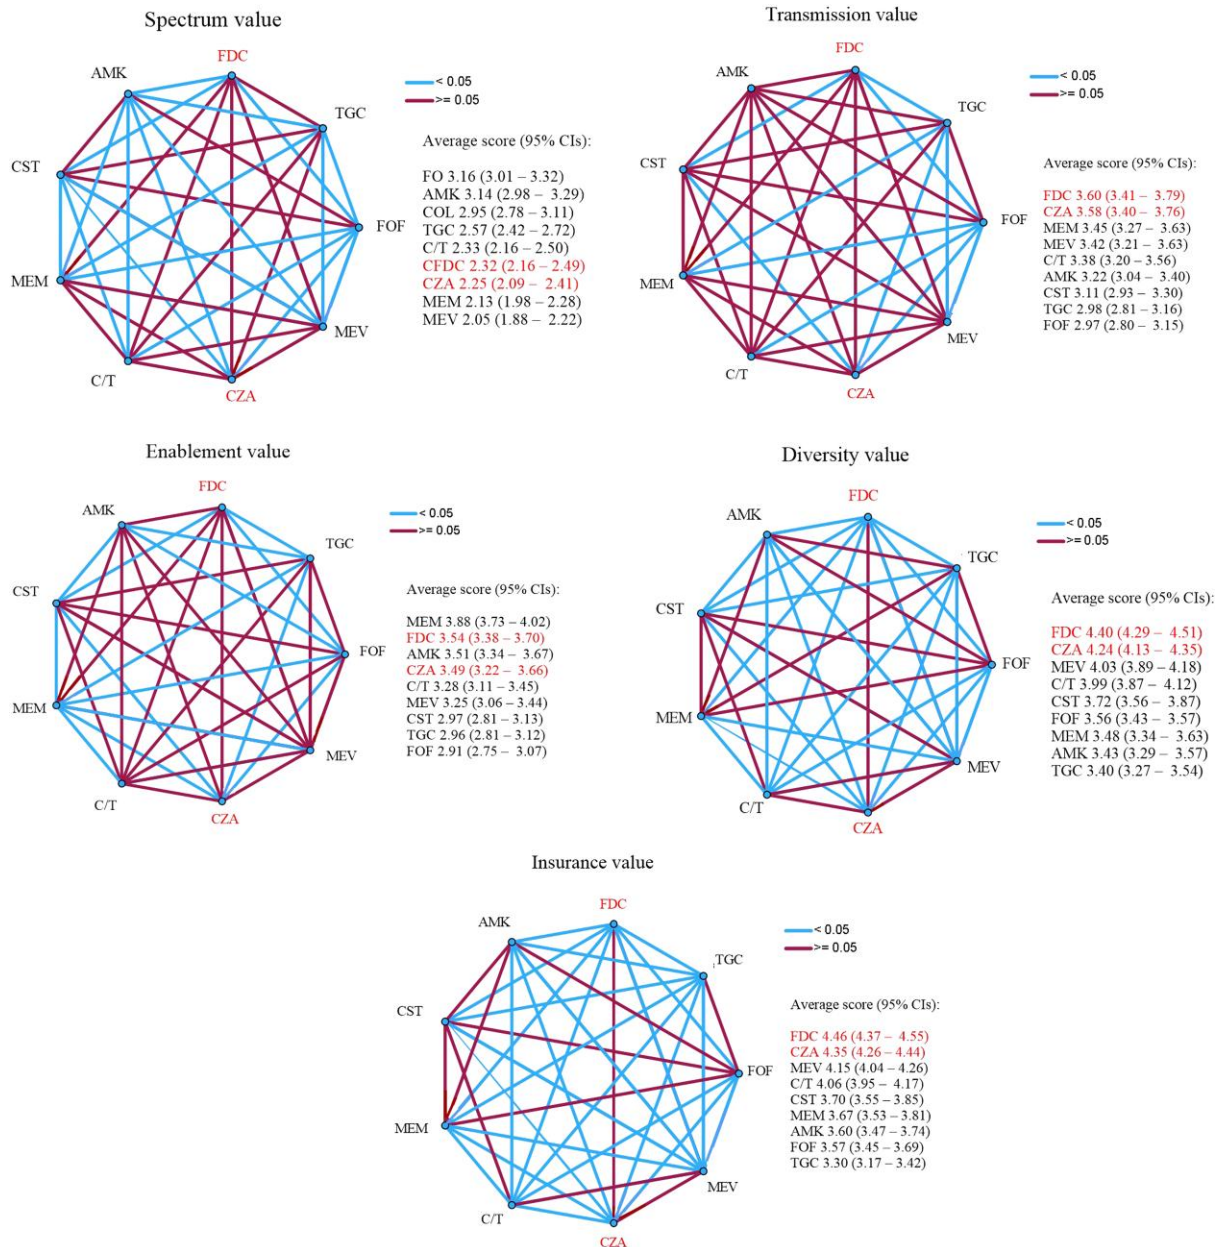 Spectrum value
FDC
AMK
TGC
CST
FOF
MEM
MEV
C/T
CZA
< 0.05
>= 0.05
Average score (95% CIs):
FO 3.16 (3.01 – 3.32)
AMK 3.14 (2.98 – 3.29)
COL 2.95 (2.78 – 3.11)
TGC 2.57 (2.42 – 2.72)
C/T 2.33 (2.16 – 2.50)
CFDC 2.32 (2.16 – 2.49)
CZA 2.25 (2.09 – 2.41)
MEM 2.13 (1.98 – 2.28)
MEV 2.05 (1.88 – 2.22)
Transmission value
FDC
AMK
TGC
CST
FOF
MEM
MEV
C/T
CZA
< 0.05
>= 0.05
Average score (95% CIs):
FDC 3.60 (3.41 – 3.79)
CZA 3.58 (3.40 – 3.76)
MEM 3.45 (3.27 – 3.63)
MEV 3.42 (3.21 – 3.63)
C/T 3.38 (3.20 – 3.56)
AMK 3.22 (3.04 – 3.40)
CST 3.11 (2.93 – 3.30)
TGC 2.98 (2.81 – 3.16)
FOF 2.97 (2.80 – 3.15)
Enablement value
FDC
AMK
TGC
CST
FOF
MEM
MEV
C/T
CZA
< 0.05
>= 0.05
Average score (95% CIs):
MEM 3.88 (3.73 – 4.02)
FDC 3.54 (3.38 – 3.70)
AMK 3.51 (3.34 – 3.67)
CZA 3.49 (3.22 – 3.66)
C/T 3.28 (3.11 – 3.45)
MEV 3.25 (3.06 – 3.44)
CST 2.97 (2.81 – 3.13)
TGC 2.96 (2.81 – 3.12)
FOF 2.91 (2.75 – 3.07)
Diversity value
FDC
AMK
TGC
CST
FOF
MEM
MEV
C/T
CZA
< 0.05
>= 0.05
Average score (95% CIs):
FDC 4.40 (4.29 – 4.51)
CZA 4.24 (4.13 – 4.35)
MEV 4.03 (3.89 – 4.18)
C/T 3.99 (3.87 – 4.12)
CST 3.72 (3.56 – 3.87)
FOF 3.56 (3.43 – 3.57)
MEM 3.48 (3.34 – 3.63)
AMK 3.43 (3.29 – 3.57)
TGC 3.40 (3.27 – 3.54)
Insurance value
FDC
AMK
TGC
CST
FOF
MEM
MEV
C/T
CZA
< 0.05
>= 0.05
Average score (95% CIs):
FDC 4.46 (4.37 – 4.55)
CZA 4.35 (4.26 – 4.44)
MEV 4.15 (4.04 – 4.26)
C/T 4.06 (3.95 – 4.17)
CST 3.70 (3.55 – 3.85)
MEM 3.67 (3.53 – 3.81)
AMK 3.60 (3.47 – 3.74)
FOF 3.57 (3.45 – 3.69)
TGC 3.30 (3.17 – 3.42)